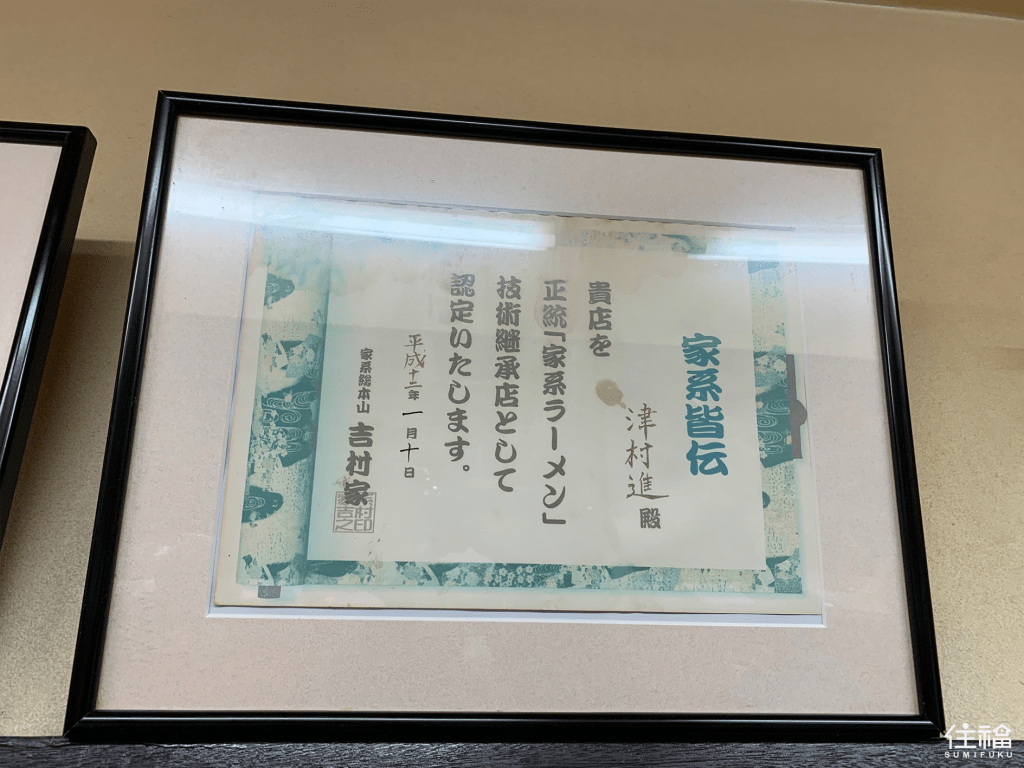 家系皆伝
津村進殿
貴店を
正統「家系ラーメン」
技術継承店として
認定いたします。
平成十二年一月十日
家系総本山 吉村家
住福
SUMIFUKU